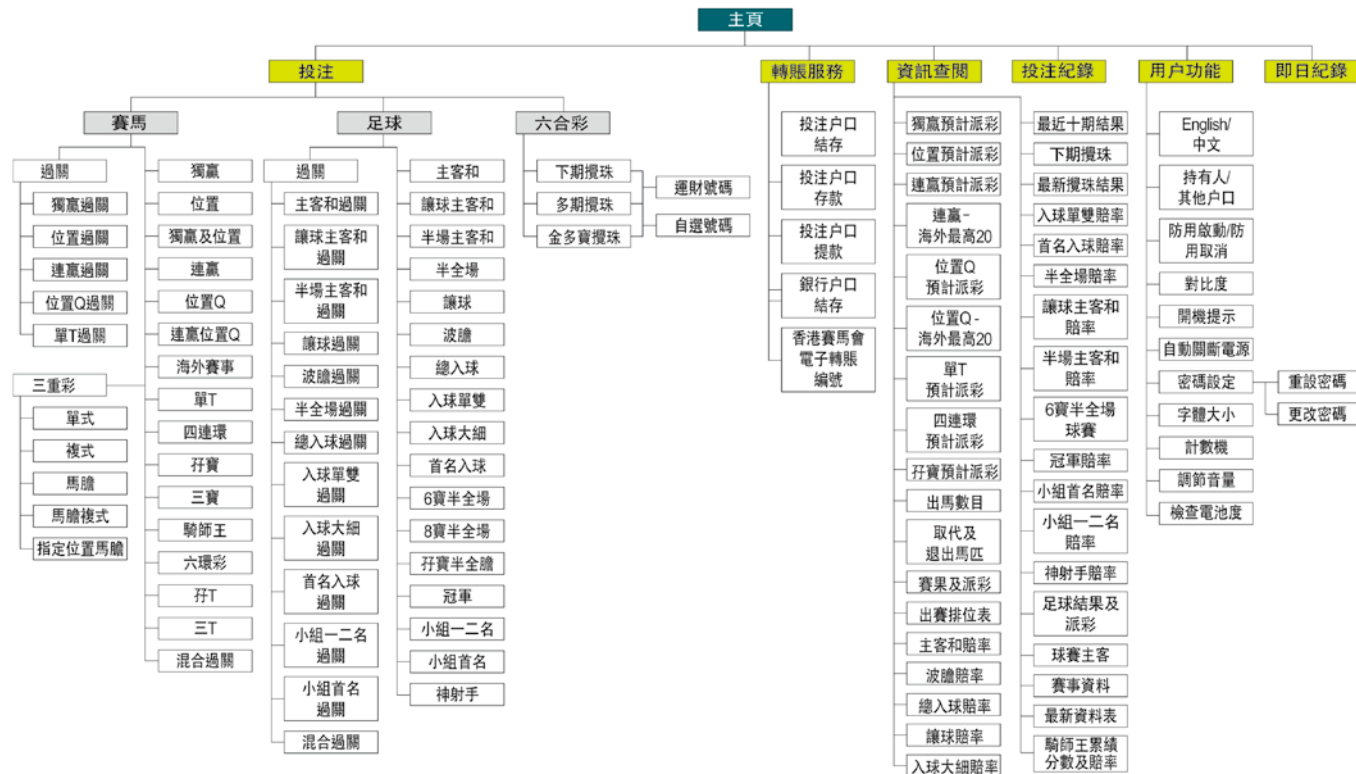 主頁
投注
賽馬
過關
獨贏過關
位置過關
連贏過關
位置Q過關
單T過關
三重彩
單式
複式
馬膽
馬膽複式
指定位置馬膽
獨贏
位置
獨贏及位置
連贏
位置Q
連贏位置Q
海外賽事
單T
四連環
孖寶
三寶
騎師王
六環彩
孖T
三T
混合過關
足球
過關
主客和過關
讓球主客和
過關
半場主客和
過關
讓球過關
波膽過關
半全場過關
總入球過關
入球單雙
過關
入球大細
過關
首名入球
過關
小組一二名
過關
小組首名
過關
混合過關
主客和
讓球主客和
半場主客和
半全場
讓球
波膽
總入球
入球單雙
入球大細
首名入球
6寶半全場
8寶半全場
孖寶半全膽
冠軍
小組一二名
小組首名
神射手
六合彩
下期攪珠
多期攪珠
金多寶攪珠
運財號碼
自選號碼
轉賬服務
投注户口
結存
投注户口
存款
投注户口
提款
銀行户口
結存
香港賽馬會
電子轉賬
編號
資訊查閱
獨贏預計派彩
位置預計派彩
連贏預計派彩
連贏–
海外最高20
位置Q
預計派彩
位置Q -
海外最高20
單T
預計派彩
四連環
預計派彩
孖寶預計派彩
出馬數目
取代及
退出馬匹
賽果及派彩
出賽排位表
主客和賠率
波膽賠率
總入球賠率
讓球賠率
入球大細賠率
投注紀錄
最近十期結果
下期攪珠
最新攪珠結果
入球單雙賠率
首名入球賠率
半全場賠率
讓球主客和
賠率
半場主客和
賠率
6寶半全場
球賽
冠軍賠率
小組首名賠率
小組一二名
賠率
神射手賠率
足球結果及
派彩
球賽主客
賽事資料
最新資料表
騎師王累績
分數及賠率
用户功能
English/
中文
持有人/
其他户口
防用啟動/防
用取消
對比度
開機提示
自動關斷電源
密碼設定
重設密碼
更改密碼
字體大小
計數機
調節音量
檢查電池度
即日紀錄